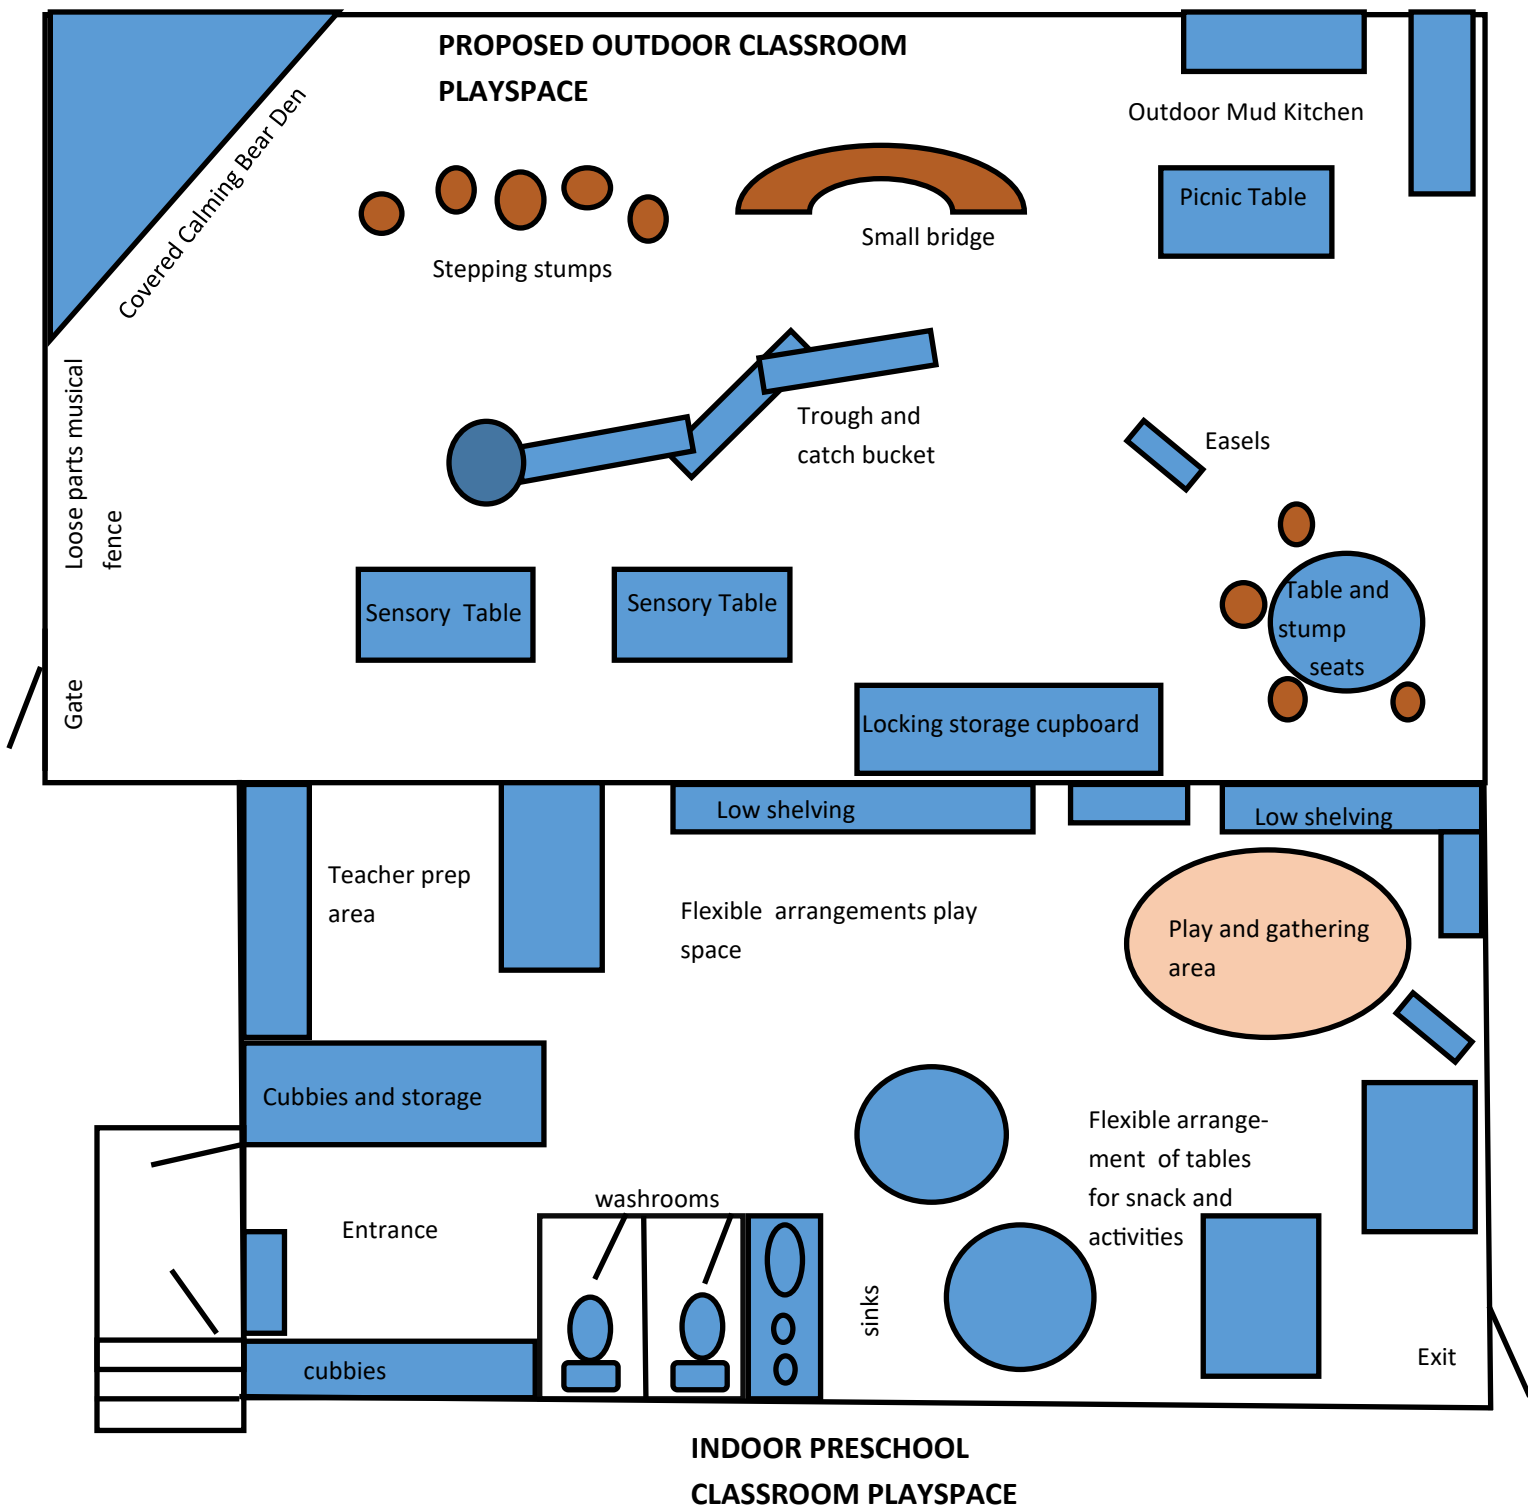 PROPOSED OUTDOOR CLASSROOM
PLAYSPACE
Outdoor Mud Kitchen
Covered Calming Bear Den
Picnic Table
Small bridge
Stepping stumps
Loose parts musical
fence
Trough and
catch bucket
Easels
Sensory  Table
Sensory Table
Table and
stump
seats
Gate
Locking storage cupboard
Low shelving
Low shelving
Teacher prep
area
Flexible  arrangements play
space
Play and gathering
area
Cubbies and storage
Flexible arrange-
ment  of tables
for snack and
activities
washrooms
Entrance
sinks
Exit
cubbies
INDOOR PRESCHOOL
CLASSROOM PLAYSPACE